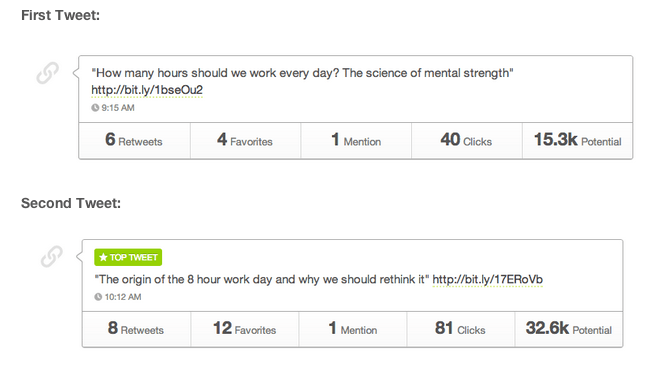 First Tweet:
"How many hours should we work every day? The science of mental strength"
http://bit.ly/1bseOu2
9:15 AM
6 Retweets 4 Favorites 1 Mention 40 Clicks 15.3k Potential
Second Tweet:
★ TOP TWEET
"The origin of the 8 hour work day and why we should rethink it" http://bit.ly/17ERoVb
10:12 AM
8 Retweets 12 Favorites 1 Mention 81 Clicks 32.6k Potential